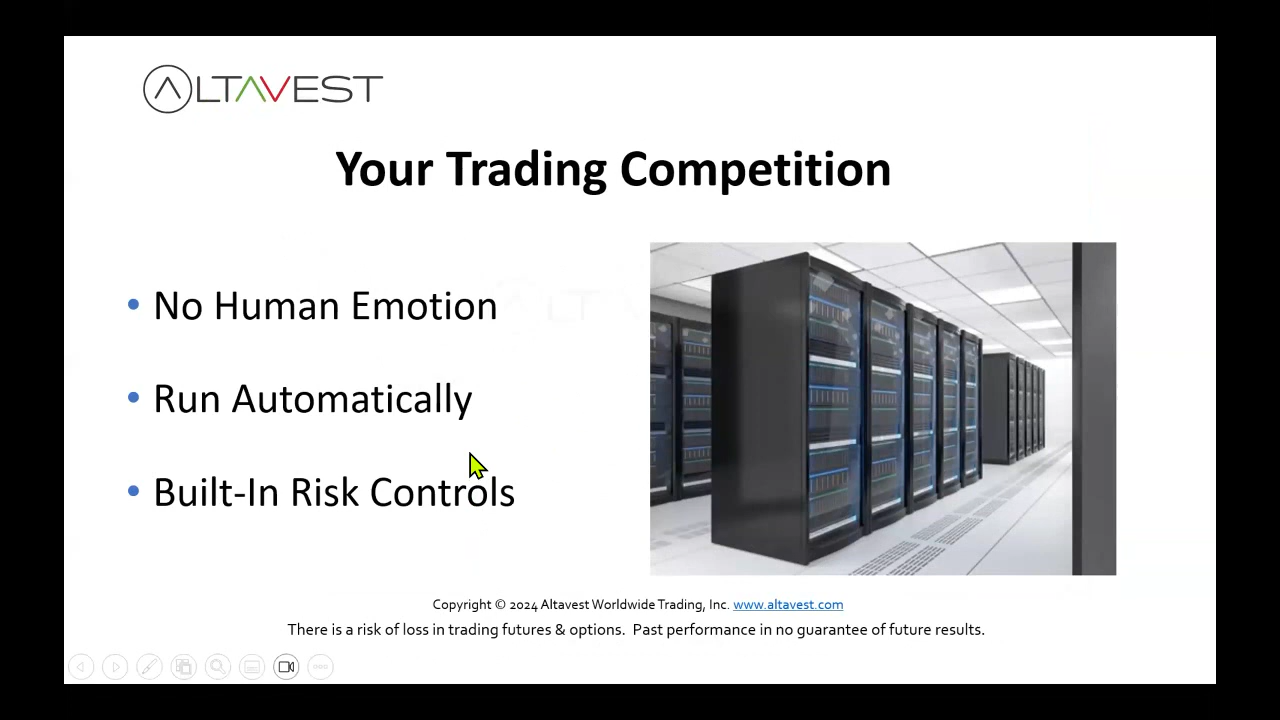 ALTAVEST
Your Trading Competition
• No Human Emotion
• Run Automatically
• Built-In Risk Controls
Copyright © 2024 Altavest Worldwide Trading, Inc. www.altavest.com
There is a risk of loss in trading futures & options. Past performance in no guarantee of future results.